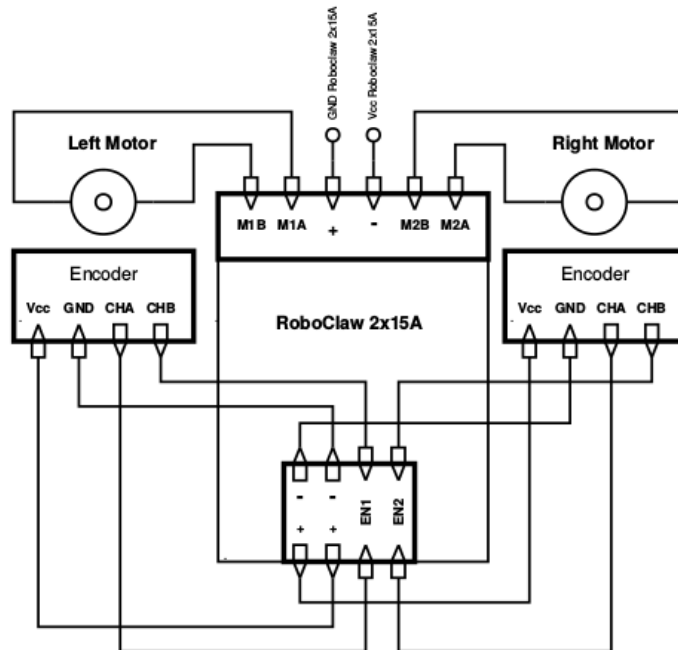 GND Roboclaw 2x15A
Vcc Roboclaw 2x15A
Left Motor
Right Motor
M1B M1A + - M2B M2A
Encoder
Vcc GND CHA CHB
RoboClaw 2x15A
Encoder
Vcc GND CHA CHB
- - EN1 EN2
+ +